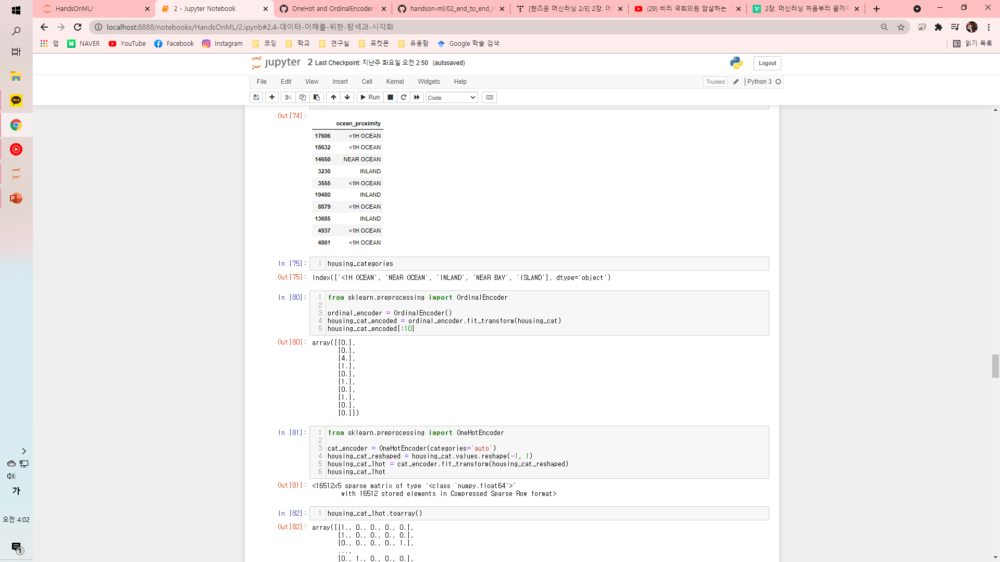 HandsOnML/
2 - Jupyter Notebook
OneHot and OrdinalEncoder
handson-ml/02_end_to_end_n
[핸즈온 머신러닝 2/E] 2장. 머
(29) 비리 국회의원 암살하는
2장. 머신러닝 처음부터 끝까지
localhost:8888/notebooks/HandsOnML/2.ipynb#2.4-데이터-이해를-위한-탐색과-시각화
앱 NAVER YouTube Facebook Instagram 코딩 학교 연구실 포켓몬 유용함 Google 학술 검색 읽기 목록
jupyter 2 Last Checkpoint: 지난주 화요일 오전 2:50 (autosaved) Logout
File Edit View Insert Cell Kernel Widgets Help Trusted Python 3
Run Code
Out[74]:
ocean_proximity
17606 <1H OCEAN
18632 <1H OCEAN
14650 NEAR OCEAN
3230 INLAND
3555 <1H OCEAN
19480 INLAND
8879 <1H OCEAN
13685 INLAND
4937 <1H OCEAN
4861 <1H OCEAN
In [75]: 1 housing_categories
Out[75]: Index(['<1H OCEAN', 'NEAR OCEAN', 'INLAND', 'NEAR BAY', 'ISLAND'], dtype='object')
In [80]: 1 from sklearn.preprocessing import OrdinalEncoder
2
3 ordinal_encoder = OrdinalEncoder()
4 housing_cat_encoded = ordinal_encoder.fit_transform(housing_cat)
5 housing_cat_encoded[:10]
Out[80]: array([[0.],
[0.],
[4.],
[1.],
[0.],
[1.],
[0.],
[1.],
[0.],
[0.]])
In [81]: 1 from sklearn.preprocessing import OneHotEncoder
2
3 cat_encoder = OneHotEncoder(categories='auto')
4 housing_cat_reshaped = housing_cat.values.reshape(-1, 1)
5 housing_cat_1hot = cat_encoder.fit_transform(housing_cat_reshaped)
6 housing_cat_1hot
Out[81]: <16512x5 sparse matrix of type '<class 'numpy.float64'>'
with 16512 stored elements in Compressed Sparse Row format>
In [82]: 1 housing_cat_1hot.toarray()
Out[82]: array([[1., 0., 0., 0., 0.],
[1., 0., 0., 0., 0.],
[0., 0., 0., 0., 1.],
...,
[0., 1., 0., 0., 0.],
TALK
가
오전 4:02
1